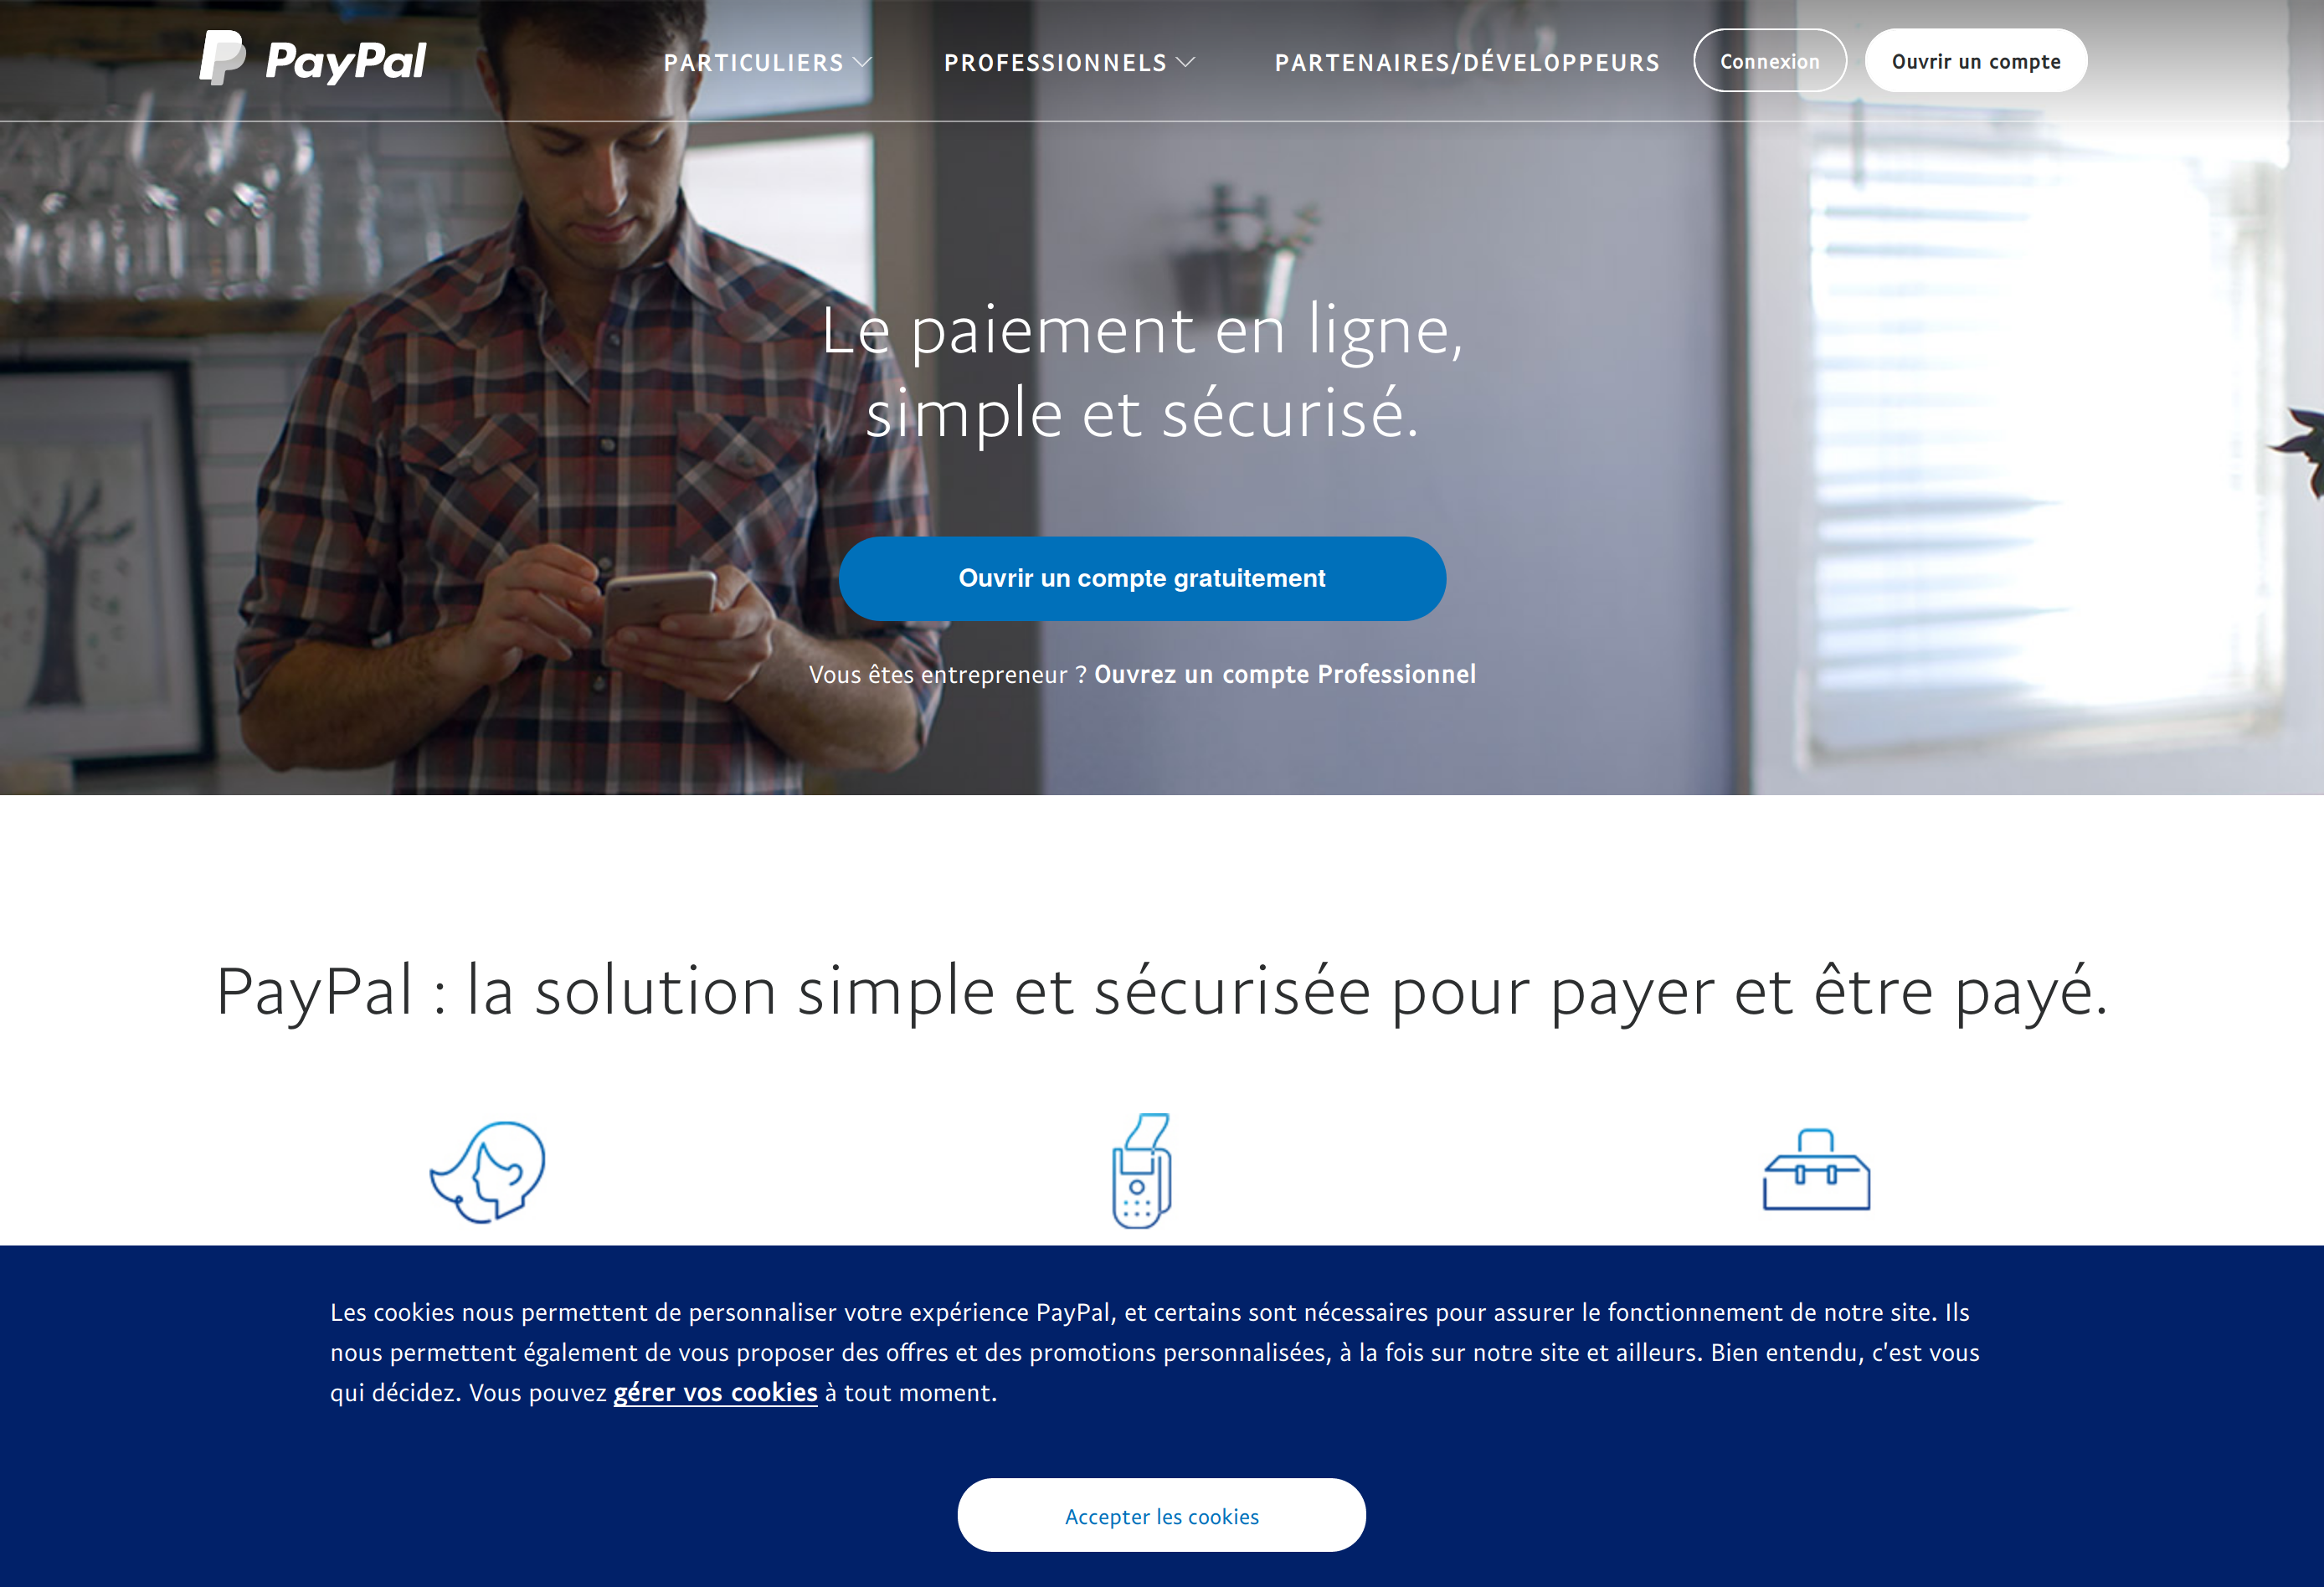 PayPal
PARTICULIERS
PROFESSIONNELS
PARTENAIRES/DÉVELOPPEURS
Connexion
Ouvrir un compte
Le paiement en ligne,
simple et sécurisé.
Ouvrir un compte gratuitement
Vous êtes entrepreneur ? Ouvrez un compte Professionnel
PayPal : la solution simple et sécurisée pour payer et être payé.
Les cookies nous permettent de personnaliser votre expérience PayPal, et certains sont nécessaires pour assurer le fonctionnement de notre site. Ils
nous permettent également de vous proposer des offres et des promotions personnalisées, à la fois sur notre site et ailleurs. Bien entendu, c'est vous
qui décidez. Vous pouvez gérer vos cookies à tout moment.
Accepter les cookies